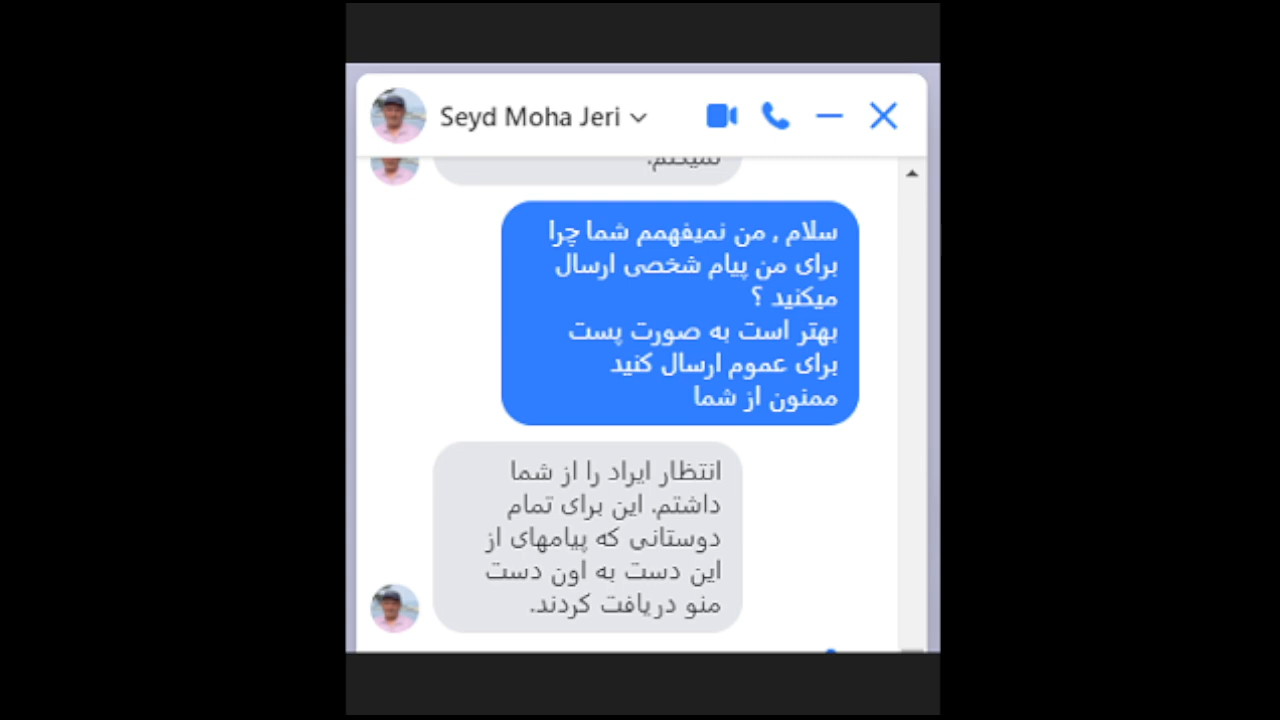 Seyd Moha Jeri
نمیکنم.
سلام , من نمیفهمم شما چرا
برای من پیام شخصی ارسال
میکنید ؟
بهتر است به صورت پست
برای عموم ارسال کنید
ممنون از شما
انتظار ایراد را از شما
داشتم. این برای تمام
دوستانی که پیامهای از
این دست به اون دست
منو دریافت کردند.